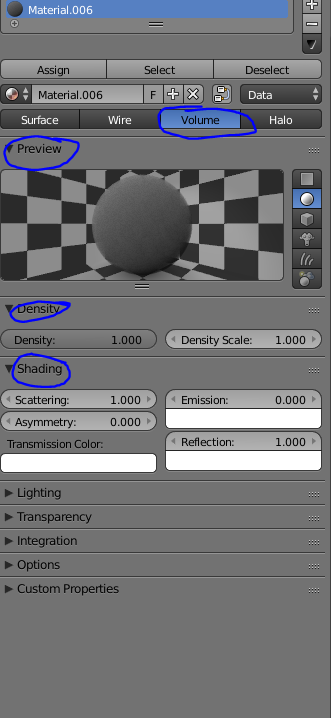 Material.006
Assign Select Deselect
Material.006 F Data
Surface Wire Volume Halo
Preview
Density
Density: 1.000 Density Scale: 1.000
Shading
Scattering: 1.000 Emission: 0.000
Asymmetry: 0.000
Transmission Color: Reflection: 1.000
Lighting
Transparency
Integration
Options
Custom Properties